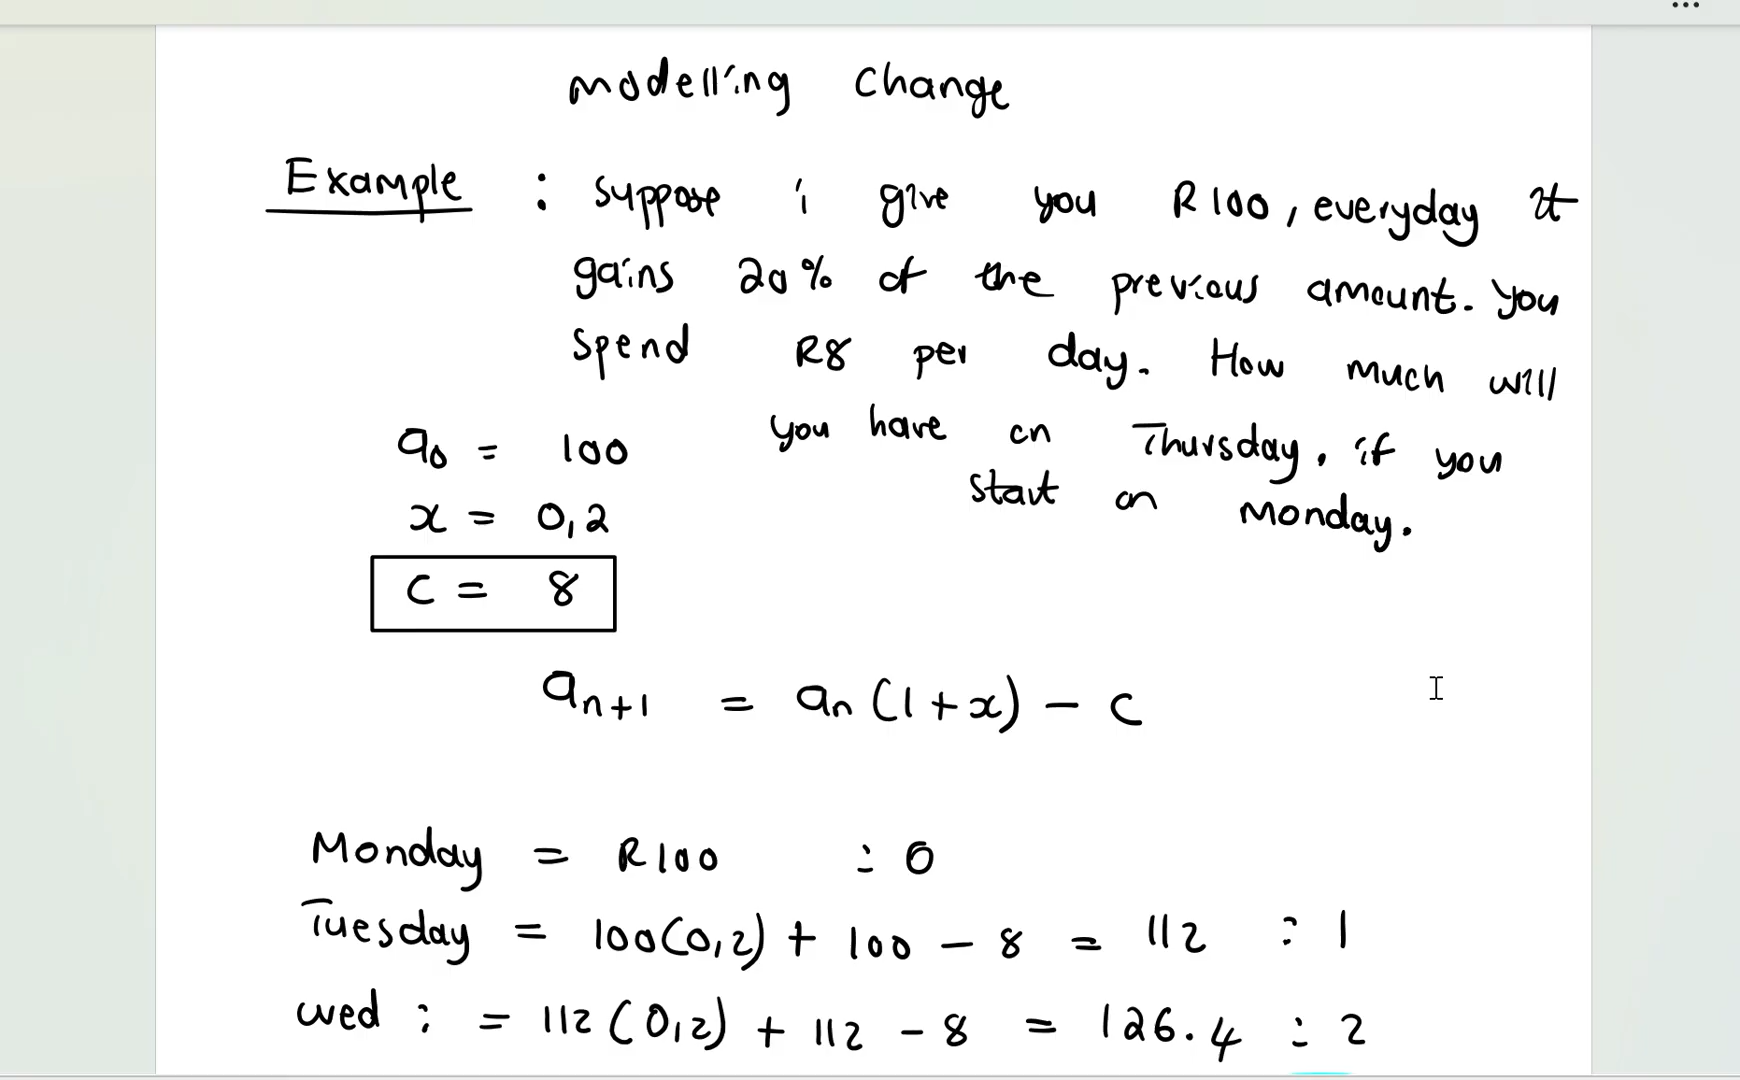 modelling Change
Example : suppose i give you R100, everyday it
gains 20% of the previous amount. You
spend R8 per day. How much will
you have on Thursday, if you
start on monday.
a0 = 100
x = 0,2
C = 8
an+1 = an (1+x) - C
Monday = R100 : 0
Tuesday = 100(0,2) + 100 - 8 = 112 : 1
wed : = 112 (0,2) + 112 - 8 = 126.4 : 2